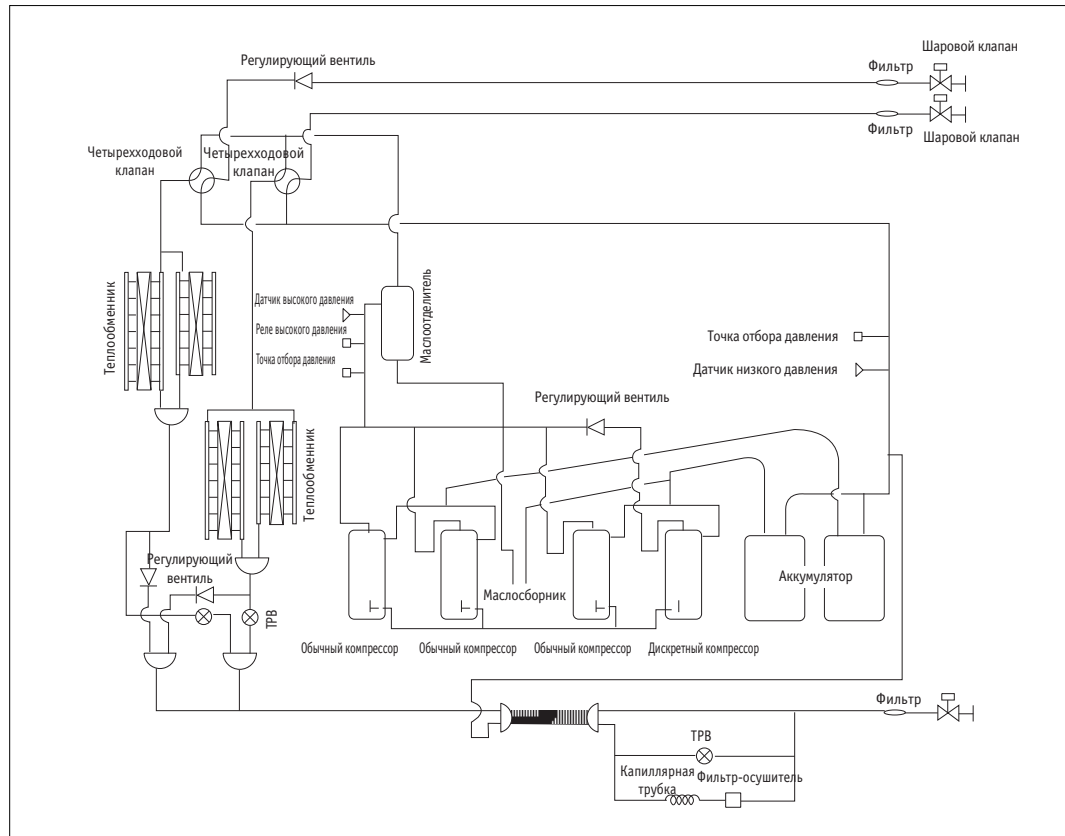 Шаровой клапан
Регулирующий вентиль
Фильтр
Фильтр
Шаровой клапан
Четырехходовой
клапан
Четырехходовой
клапан
Теплообменник
Датчик высокого давления
Реле высокого давления
Точка отбора давления
Маслоотделитель
Точка отбора давления
Датчик низкого давления
Регулирующий вентиль
Теплообменник
Регулирующий
вентиль
ТРВ
Маслосборник
Аккумулятор
Обычный компрессор
Обычный компрессор
Обычный компрессор
Дискретный компрессор
Фильтр
ТРВ
Капиллярная
трубка
Фильтр-осушитель